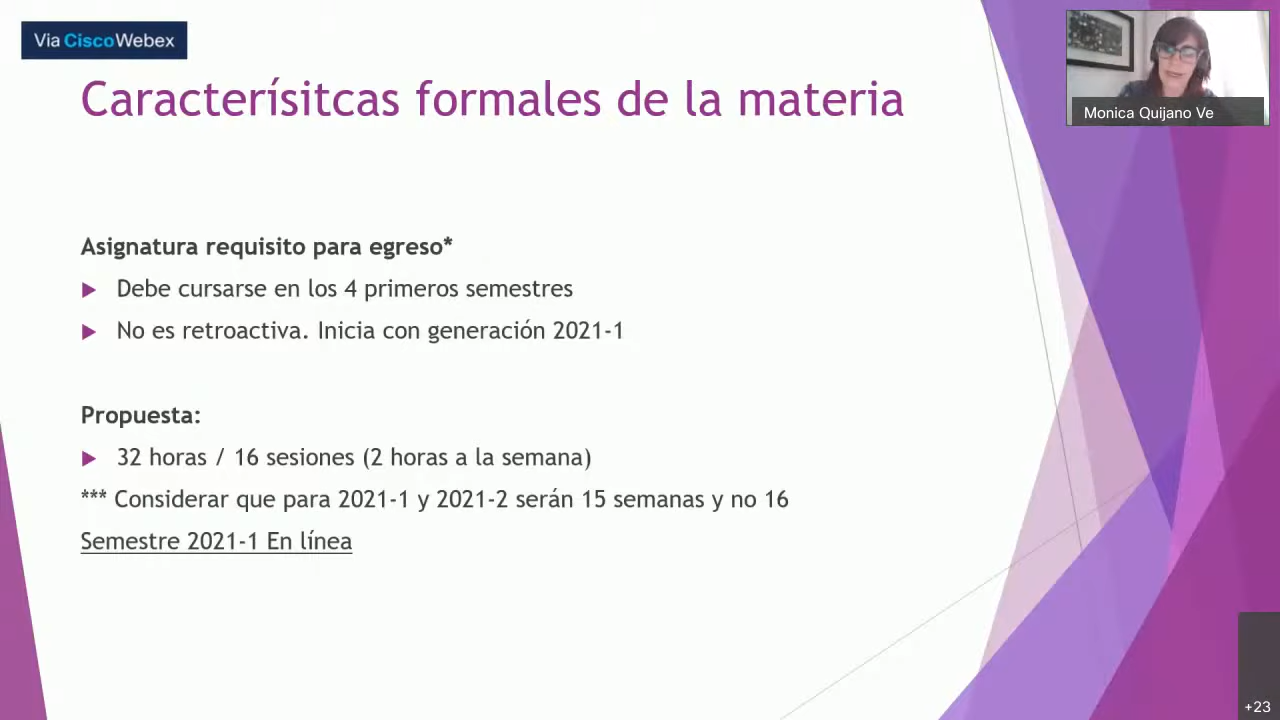 Via CiscoWebex
Caracterísitcas formales de la materia
Monica Quijano Ve
Asignatura requisito para egreso*
Debe cursarse en los 4 primeros semestres
No es retroactiva. Inicia con generación 2021-1
Propuesta:
32 horas / 16 sesiones (2 horas a la semana)
*** Considerar que para 2021-1 y 2021-2 serán 15 semanas y no 16
Semestre 2021-1 En línea
+23